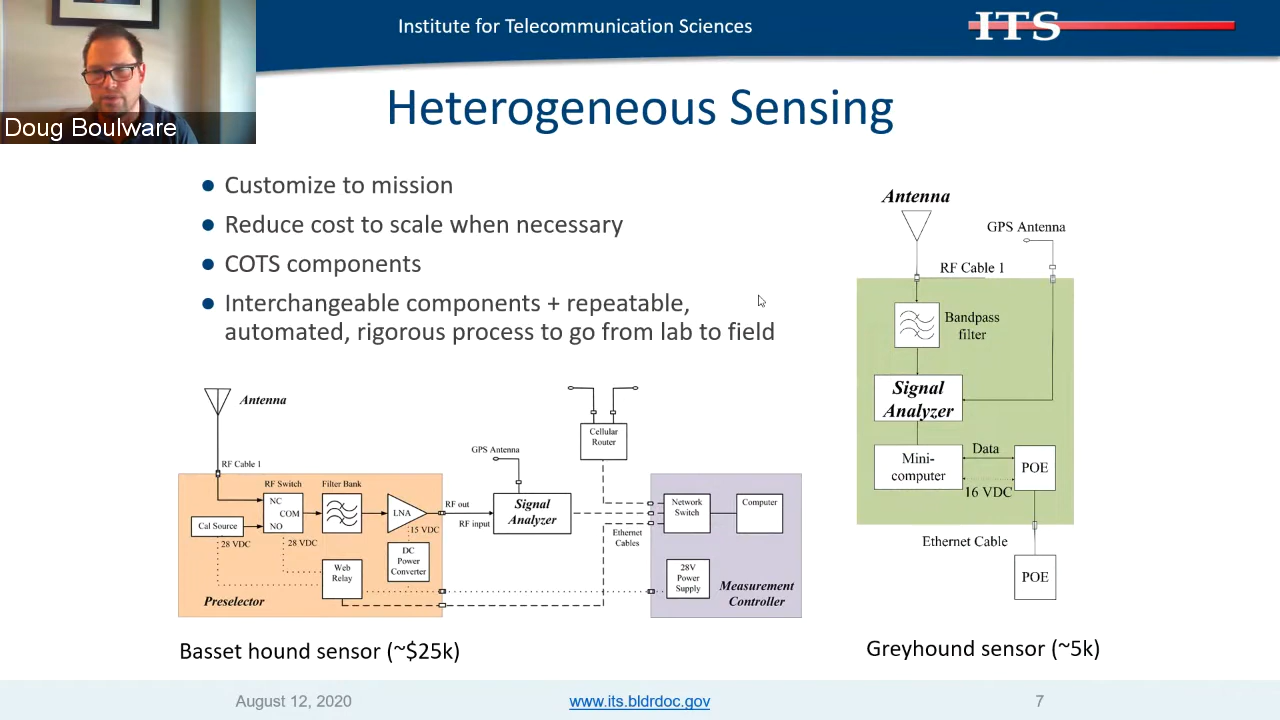 Institute for Telecommunication Sciences
ITS
Doug Boulware
Heterogeneous Sensing
● Customize to mission
● Reduce cost to scale when necessary
● COTS components
● Interchangeable components + repeatable,
automated, rigorous process to go from lab to field
Antenna
RF Cable 1
RF Switch
Filter Bank
NC
COM
NO
Cal Source
28 VDC
28 VDC
LNA
15 VDC
DC
Power
Converter
Web
Relay
Preselector
RF out
RF input
GPS Antenna
Signal
Analyzer
Cellular
Router
Ethernet
Cables
Network
Switch
Computer
28V
Power
Supply
Measurement
Controller
Basset hound sensor (~$25k)
Antenna
GPS Antenna
RF Cable 1
Bandpass
filter
Signal
Analyzer
Mini-
computer
Data
16 VDC
POE
Ethernet Cable
POE
Greyhound sensor (~5k)
August 12, 2020
www.its.bldrdoc.gov
7